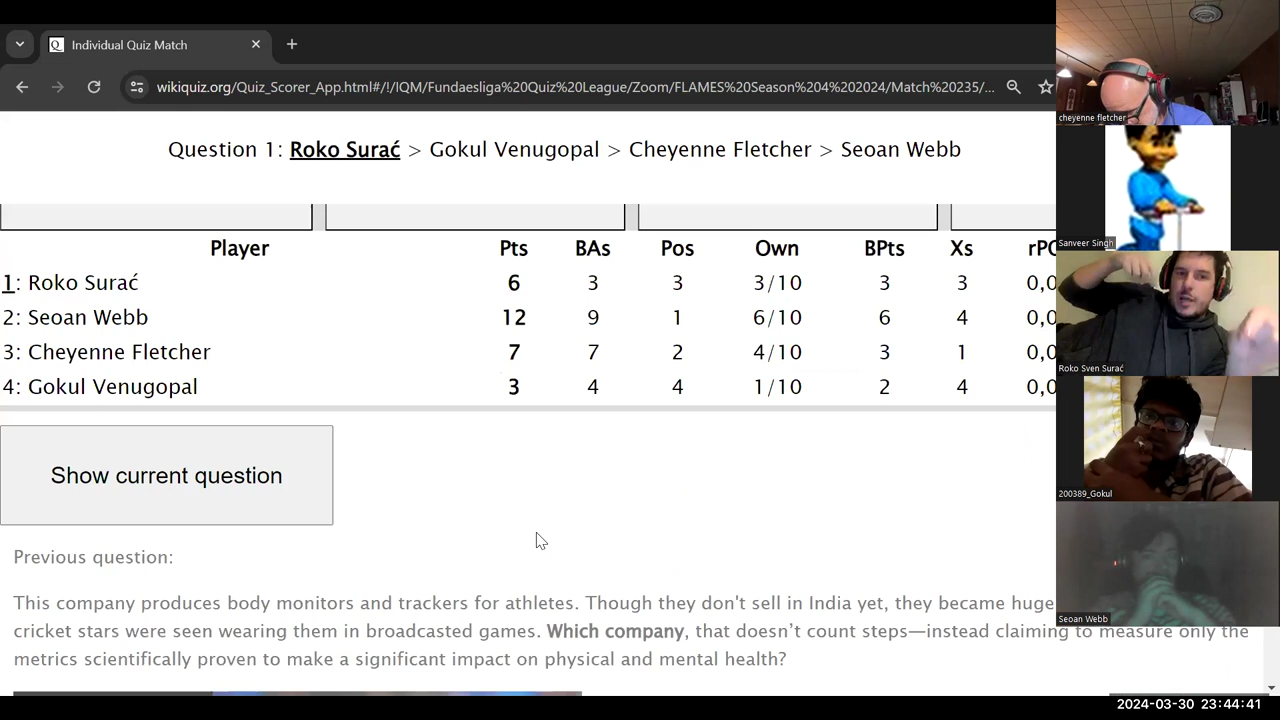 Individual Quiz Match
wikiquiz.org/Quiz_Scorer_App.html#/!/IQM/Fundaesliga%20Quiz%20League/Zoom/FLAMES%20Season%204%202024/Match%20235/...
Question 1: Roko Surać > Gokul Venugopal > Cheyenne Fletcher > Seoan Webb
Player Pts BAs Pos Own BPts Xs rPO
1: Roko Surać 6 3 3 3/10 3 3 0,0
2: Seoan Webb 12 9 1 6/10 6 4 0,0
3: Cheyenne Fletcher 7 7 2 4/10 3 1 0,0
4: Gokul Venugopal 3 4 4 1/10 2 4 0,0
Show current question
Previous question:
This company produces body monitors and trackers for athletes. Though they don't sell in India yet, they became huge
cricket stars were seen wearing them in broadcasted games. Which company, that doesn't count steps—instead claiming to measure only the
metrics scientifically proven to make a significant impact on physical and mental health?
cheyenne fletcher
Sanveer Singh
Roko Sven Surać
200389_Gokul
Seoan Webb
2024-03-30 23:44:41